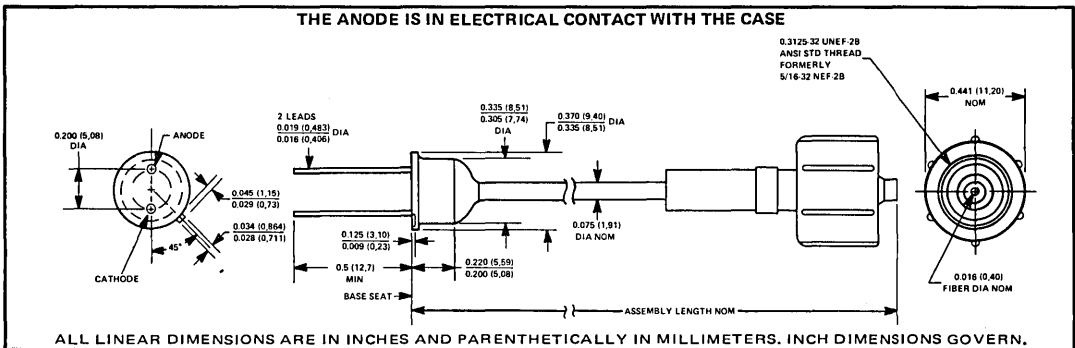 THE ANODE IS IN ELECTRICAL CONTACT WITH THE CASE
0.3125-32 UNEF-2B
ANSI STD THREAD
FORMERLY
5/16-32 NEF-2B
0.441 (11,20)
NOM
0.335 (8,51)
0.305 (7,74)
DIA
0.370 (9,40)
0.335 (8,51)
DIA
2 LEADS
0.019 (0,483)
0.016 (0,406)
DIA
0.200 (5,08)
DIA
ANODE
0.045 (1,15)
0.029 (0,73)
0.034 (0,864)
0.028 (0,711)
45°
CATHODE
0.125 (3,10)
0.009 (0,23)
0.075 (1,91)
DIA NOM
0.5 (12,7)
MIN
0.220 (5,59)
0.200 (5,08)
0.016 (0,40)
FIBER DIA NOM
BASE SEAT
ASSEMBLY LENGTH NOM
ALL LINEAR DIMENSIONS ARE IN INCHES AND PARENTHETICALLY IN MILLIMETERS. INCH DIMENSIONS GOVERN.